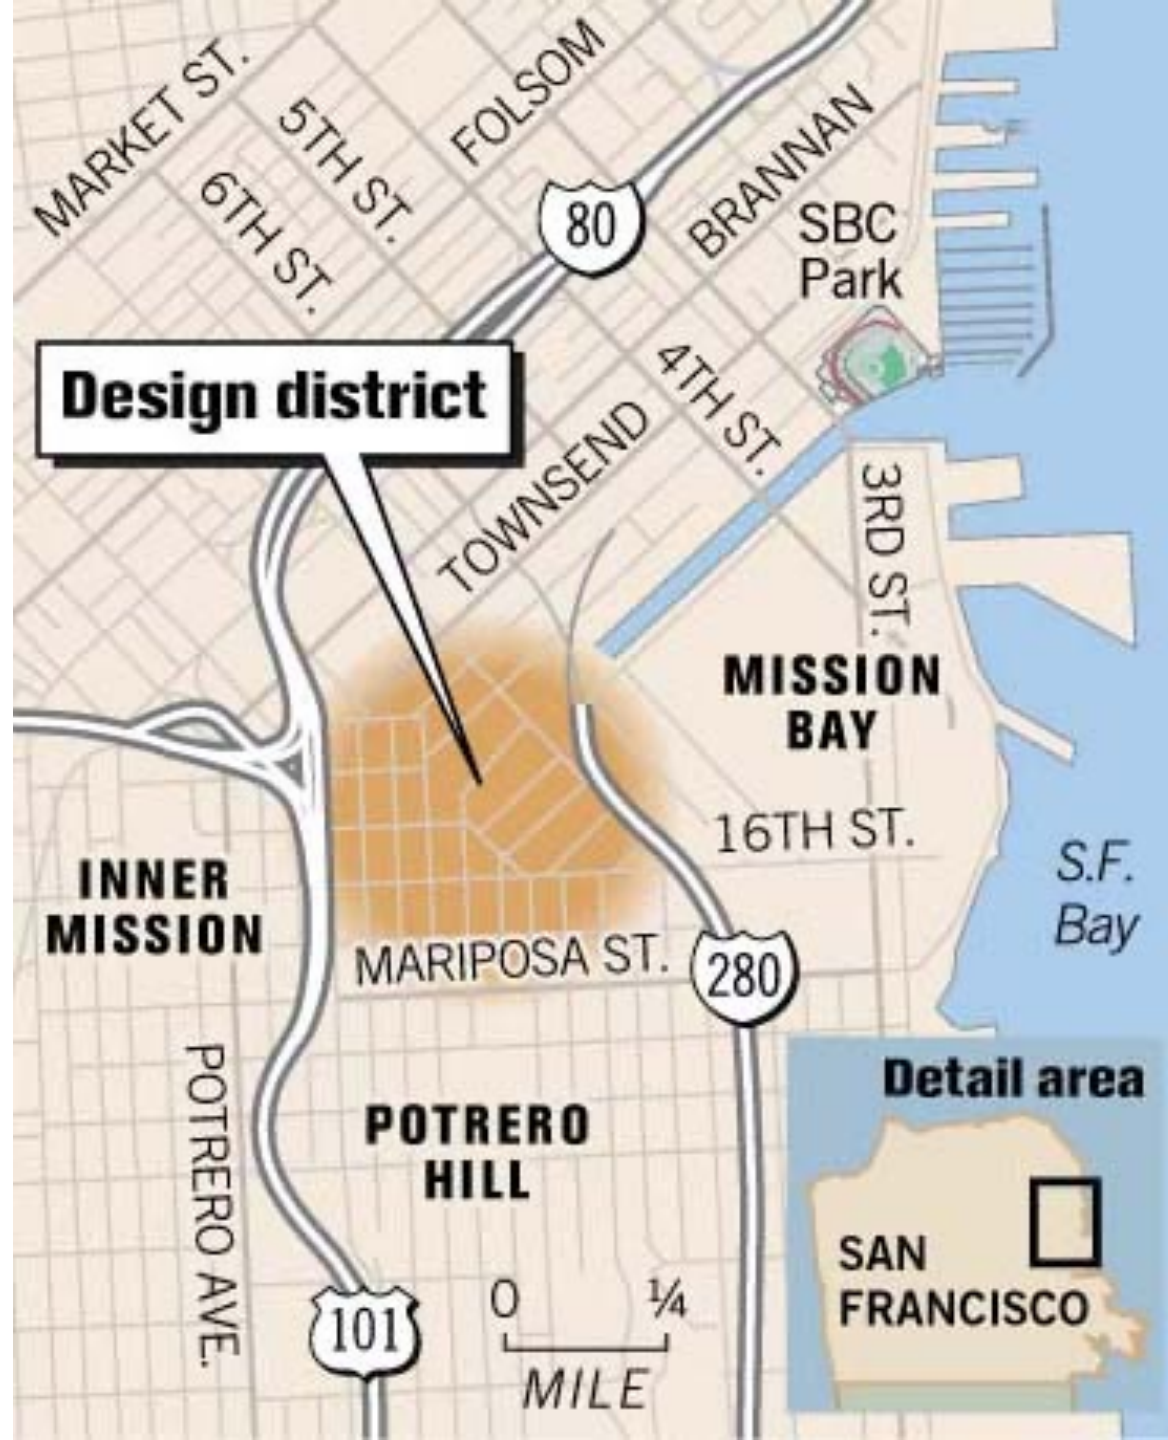 MARKET ST.
5TH ST.
6TH ST.
FOLSOM
80
BRANNAN
SBC
Park
Design district
4TH ST.
TOWNSEND
3RD ST.
MISSION
BAY
16TH ST.
INNER
MISSION
S.F.
Bay
MARIPOSA ST.
280
POTRERO AVE.
POTRERO
HILL
101
0 ¼
MILE
Detail area
SAN
FRANCISCO